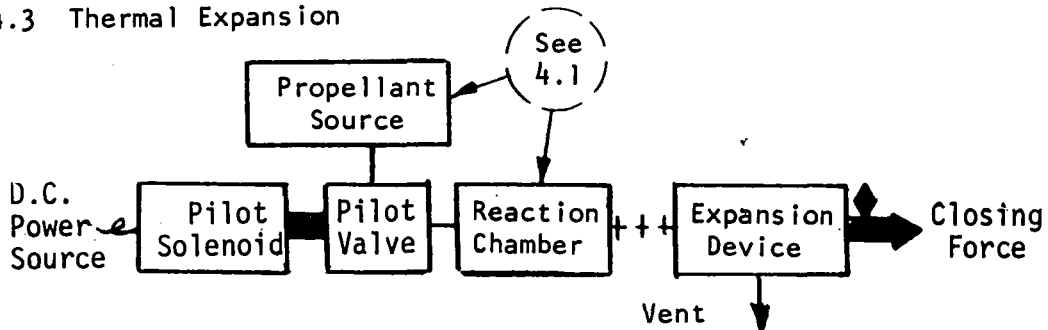 4.3 Thermal Expansion
See
4.1
Propellant
Source
D.C.
Power
Source
Pilot
Solenoid
Pilot
Valve
Reaction
Chamber
Expansion
Device
Closing
Force
Vent